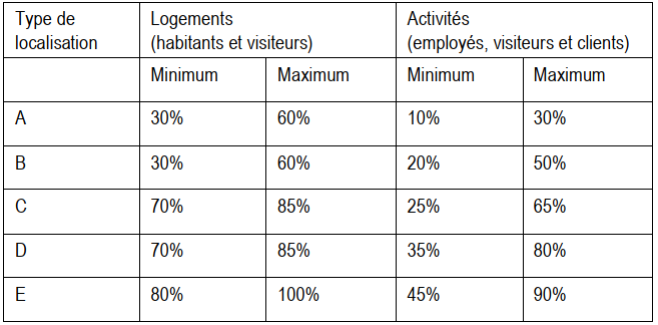 Type de localisation Logements (habitants et visiteurs) Activités (employés, visiteurs et clients)
Minimum Maximum Minimum Maximum
A 30% 60% 10% 30%
B 30% 60% 20% 50%
C 70% 85% 25% 65%
D 70% 85% 35% 80%
E 80% 100% 45% 90%